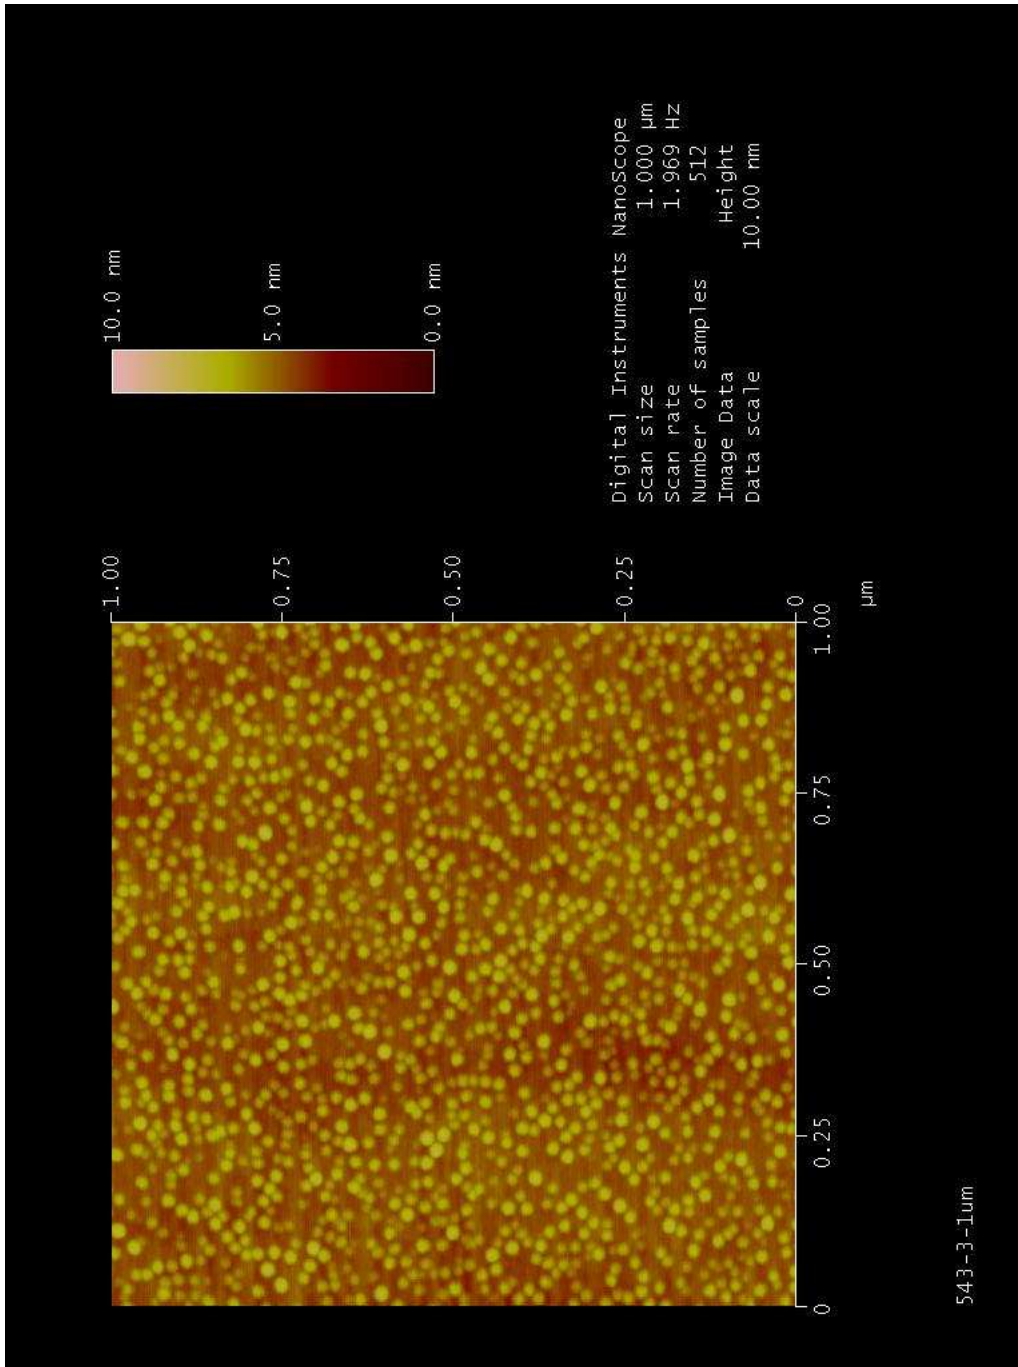 10.0 nm
5.0 nm
0.0 nm
Digital Instruments NanoScope
Scan size 1.000 µm
Scan rate 1.969 Hz
Number of samples 512
Image Data Height
Data scale 10.00 nm
1.00
0.75
0.50
0.25
0
0 0.25 0.50 0.75 1.00
µm
543-3-1um